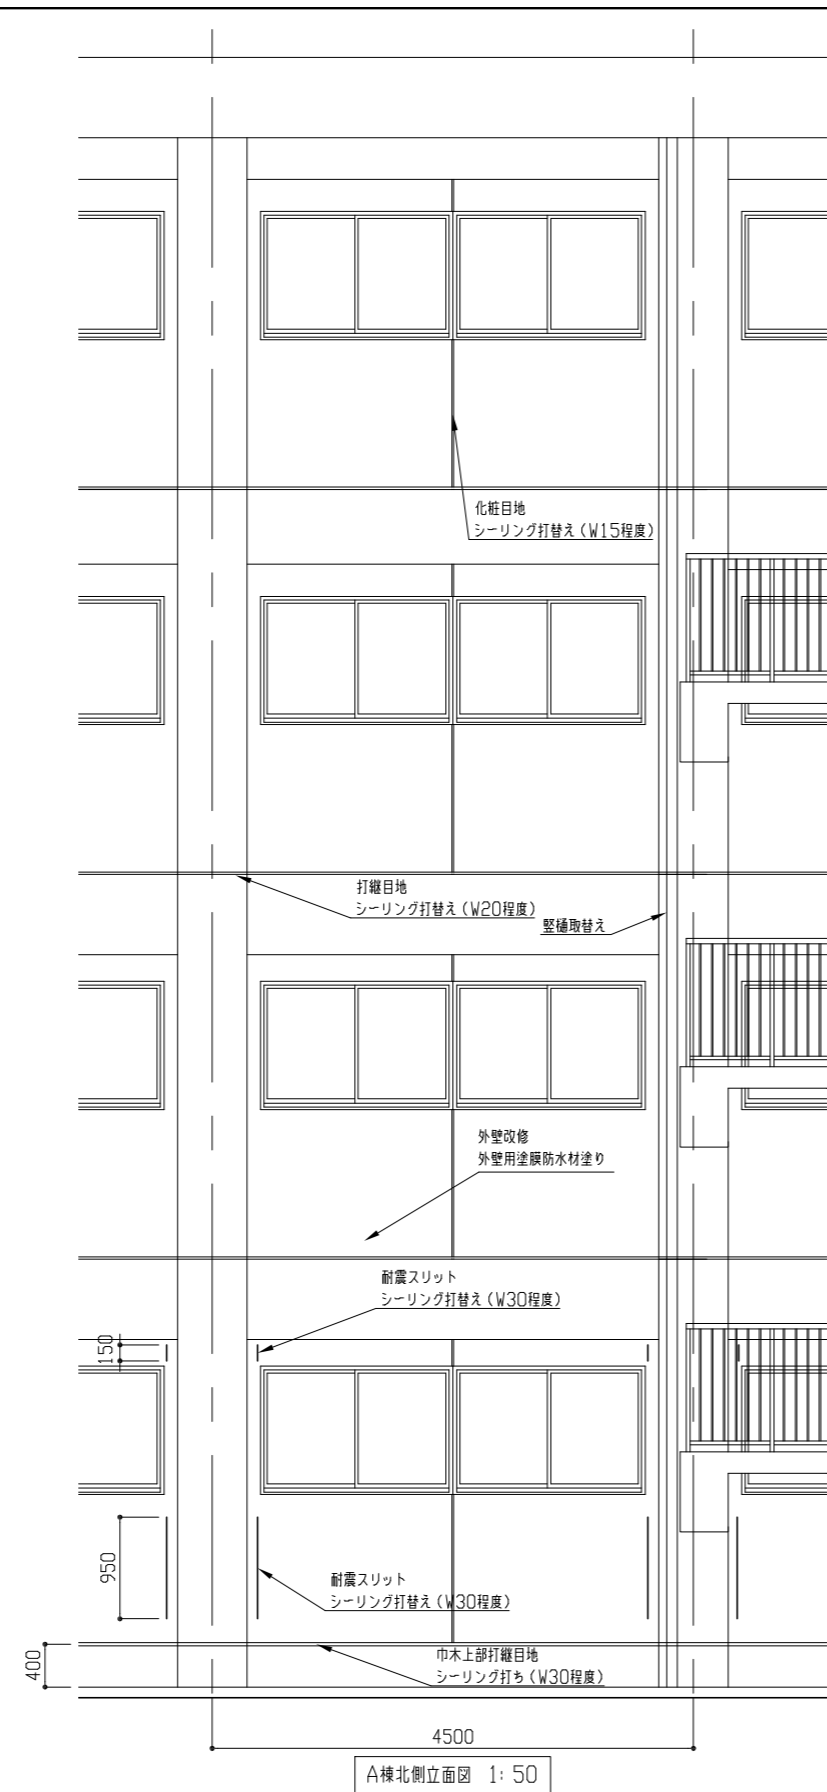 化粧目地
シーリング打替え(W15程度)
打継目地
シーリング打替え(W20程度)
竪樋取替え
外壁改修
外壁用塗膜防水材塗り
耐震スリット
シーリング打替え(W30程度)
150
950
耐震スリット
シーリング打替え(W30程度)
400
巾木上部打継目地
シーリング打ち(W30程度)
4500
A棟北側立面図 1:50